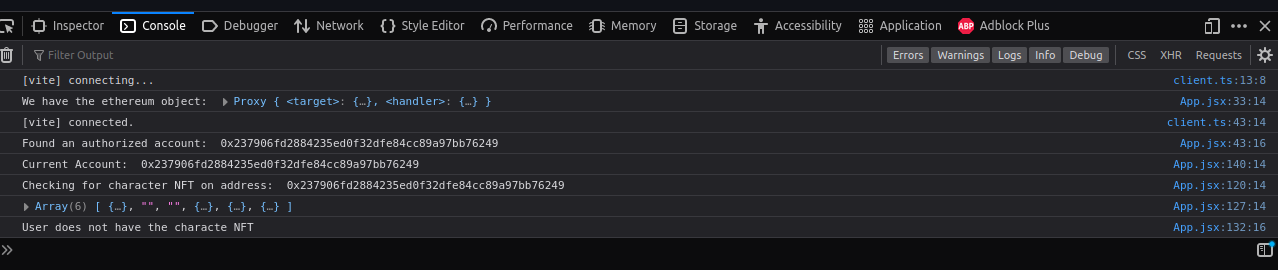 Inspector Console Debugger Network Style Editor Performance Memory Storage Accessibility Application ABP Adblock Plus
Filter Output Errors Warnings Logs Info Debug CSS XHR Requests
[vite] connecting... client.ts:13:8
We have the ethereum object: Proxy { <target>: {…}, <handler>: {…} } App.jsx:33:14
[vite] connected. client.ts:43:14
Found an authorized account: 0x237906fd2884235ed0f32dfe84cc89a97bb76249 App.jsx:43:16
Current Account: 0x237906fd2884235ed0f32dfe84cc89a97bb76249 App.jsx:140:14
Checking for character NFT on address: 0x237906fd2884235ed0f32dfe84cc89a97bb76249 App.jsx:120:14
Array(6) [ {…}, "", "", {…}, {…}, {…} ] App.jsx:127:14
User does not have the characte NFT App.jsx:132:16